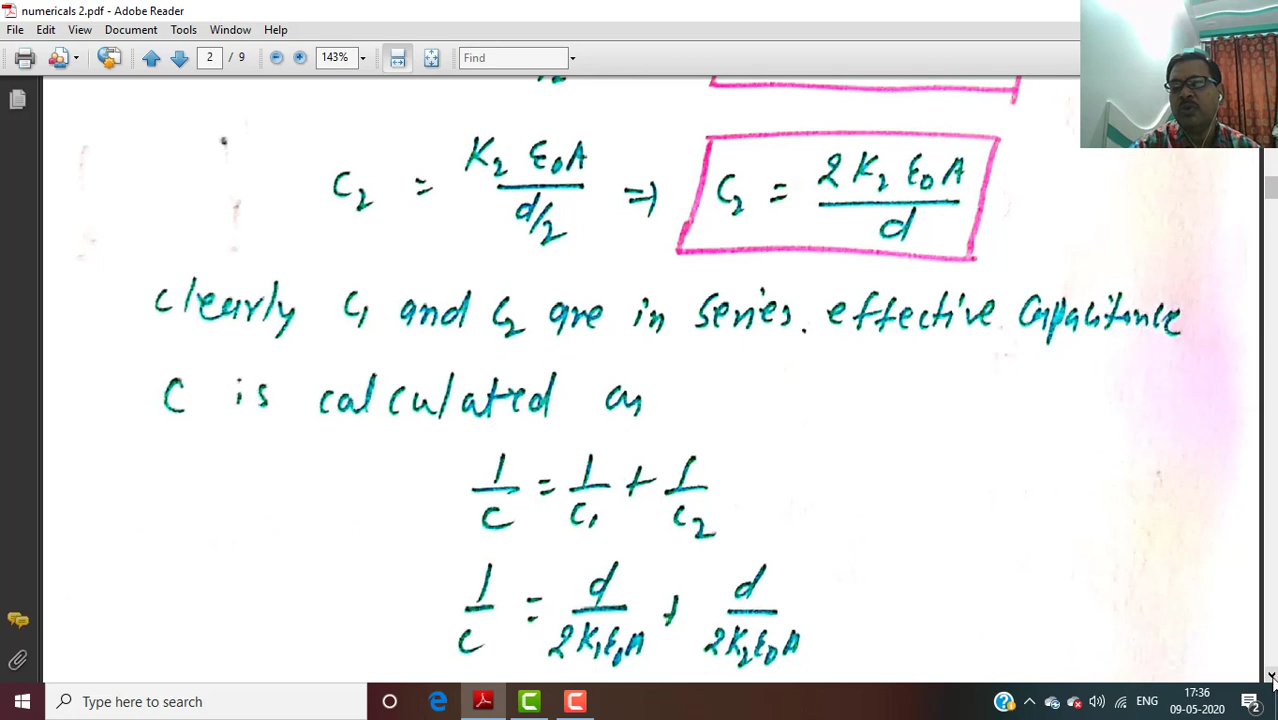 numericals 2.pdf - Adobe Reader
File Edit View Document Tools Window Help
2 / 9 143% Find
C₂ = K₂ ε₀A / d/2 ⇒ C₂ = 2K₂ ε₀A / d
Clearly C₁ and C₂ are in series. effective Capacitance
C is calculated as
1/C = 1/C₁ + 1/C₂
1/C = d/2K₁ε₀A + d/2K₂ε₀A
Type here to search
ENG
17:36
09-05-2020
2